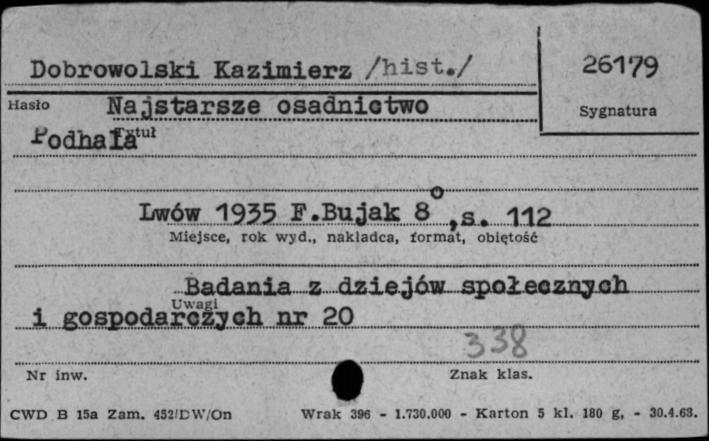 Dobrowolski Kazimierz /hist./
26179
Hasło Najstarsze osadnictwo
Sygnatura
Podhala
Tytuł
Lwów 1935 F.Bujak 8o,s. 112
Miejsce, rok wyd., nakładca, format, objętość
Badania z dziejów społecznych
Uwagi
i gospodarczych nr 20
338
Nr inw.
Znak klas.
CWD B 15a Zam. 452/DW/On Wrak 396 - 1.730.000 - Karton 5 kl. 180 g, - 30.4.63.